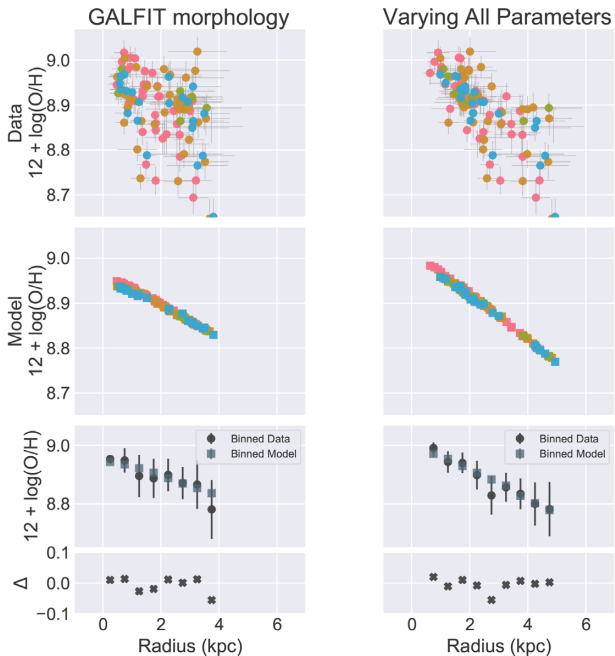 GALFIT morphology
Varying All Parameters
Data
12 + log(O/H)
9.0
8.9
8.8
8.7
Model
12 + log(O/H)
9.0
8.9
8.8
8.7
12 + log(O/H)
9.0
8.8
Binned Data
Binned Model
Binned Data
Binned Model
Δ
0.1
0.0
−0.1
0 2 4 6
0 2 4 6
Radius (kpc)
Radius (kpc)